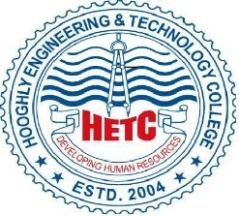 HOOGHLY ENGINEERING & TECHNOLOGY COLLEGE
HETC
DEVELOPING HUMAN RESOURCES
ESTD. 2004